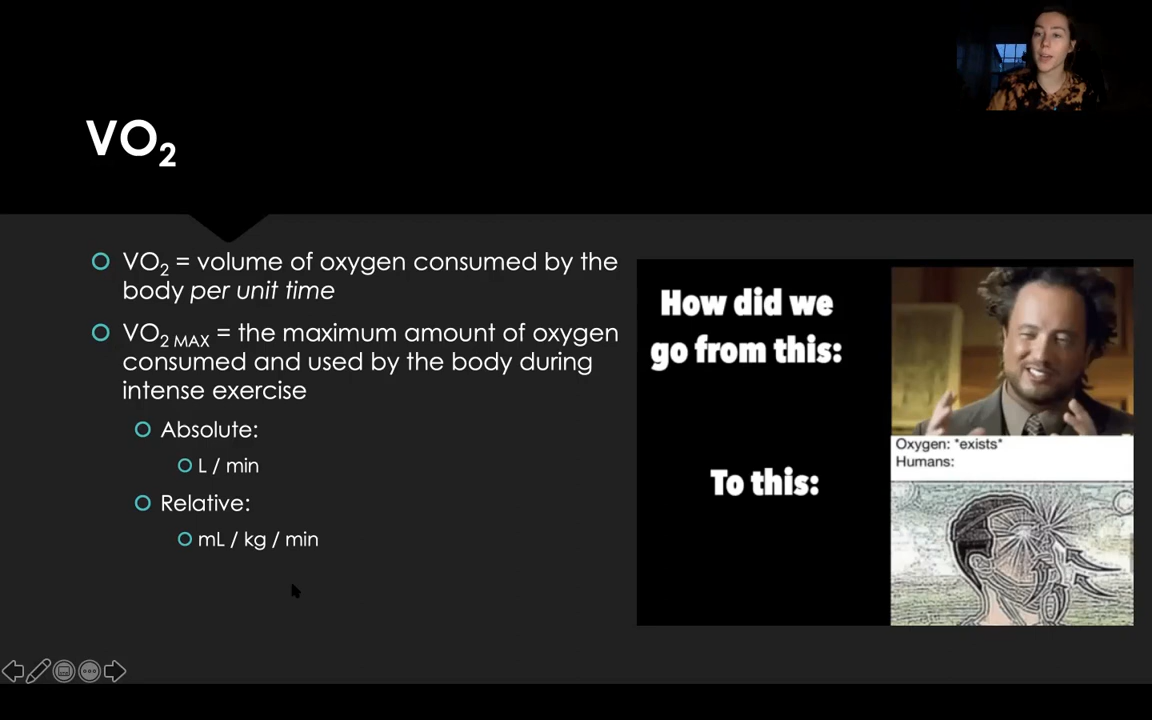 VO₂
VO₂ = volume of oxygen consumed by the
body per unit time
VO₂ MAX = the maximum amount of oxygen
consumed and used by the body during
intense exercise
Absolute:
L / min
Relative:
mL / kg / min
How did we
go from this:
To this:
Oxygen: *exists*
Humans: